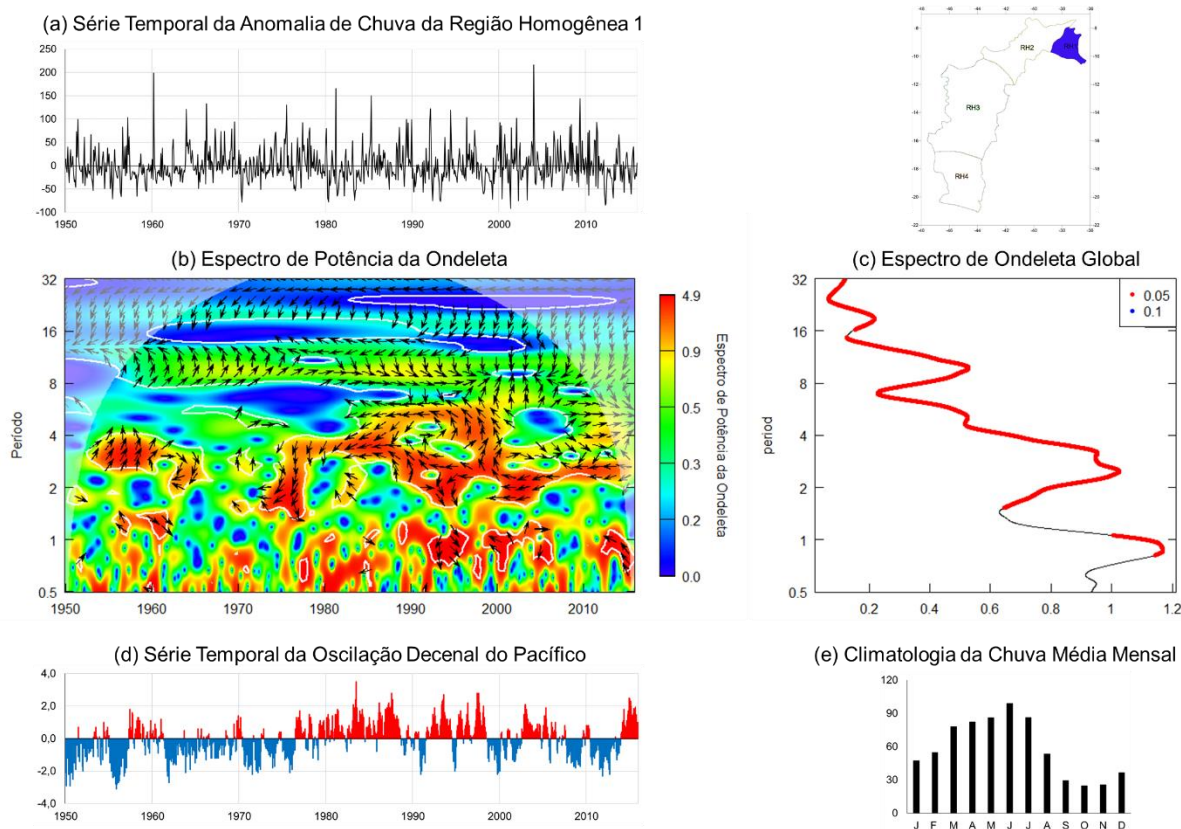 (a) Série Temporal da Anomalia de Chuva da Região Homogênea 1
250
200
150
100
50
0
-50
-100
1950 1960 1970 1980 1990 2000 2010
RH1
RH2
RH3
RH4
(b) Espectro de Potência da Ondeleta
Período
32
16
8
4
2
1
0.5
1950 1960 1970 1980 1990 2000 2010
4.9
0.9
0.5
0.3
0.2
0.0
Espectro de Potência da Ondeleta
(c) Espectro de Ondeleta Global
period
32
16
8
4
2
1
0.5
0.05
0.1
0.2 0.4 0.6 0.8 1 1.2
(d) Série Temporal da Oscilação Decenal do Pacífico
4,0
2,0
0,0
-2,0
-4,0
1950 1960 1970 1980 1990 2000 2010
(e) Climatologia da Chuva Média Mensal
120
90
60
30
0
J F M A M J J A S O N D